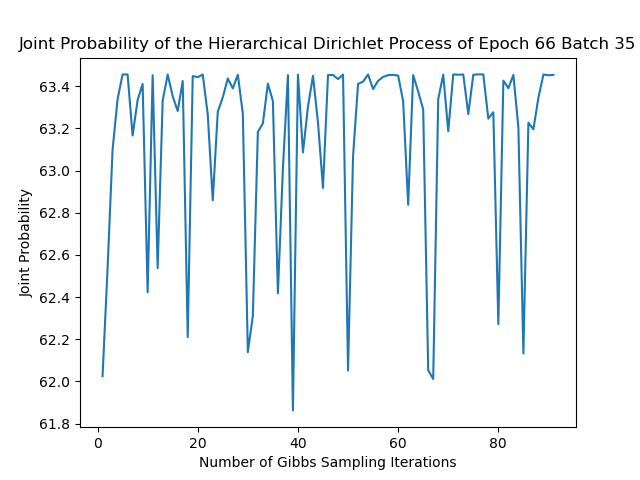 Joint Probability of the Hierarchical Dirichlet Process of Epoch 66 Batch 35
Joint Probability
63.4
63.2
63.0
62.8
62.6
62.4
62.2
62.0
61.8
0 20 40 60 80
Number of Gibbs Sampling Iterations